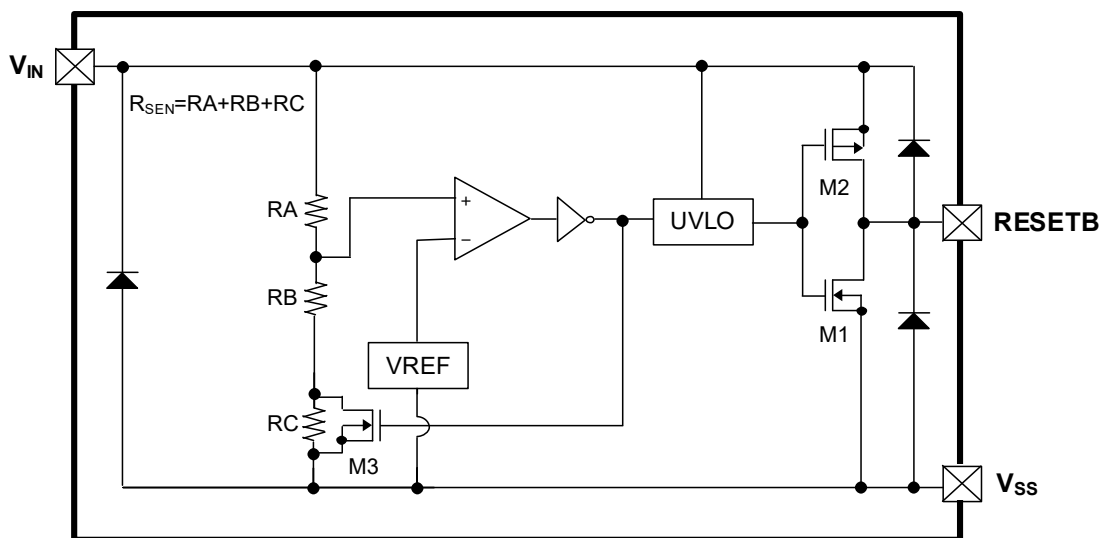 V_IN
R_SEN=RA+RB+RC
M2
RA
+
UVLO
RESETB
−
RB
M1
VREF
RC
M3
V_SS